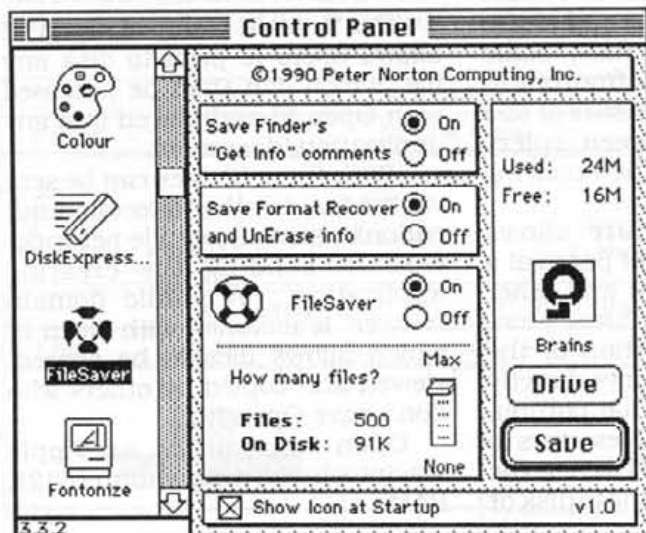 Control Panel
Colour
DiskExpress...
FileSaver
Fontonize
3.3.2
©1990 Peter Norton Computing, Inc.
Save Finder's
"Get Info" comments
On
Off
Save Format Recover
and UnErase info
On
Off
FileSaver
On
Off
How many files?
Max
Files: 500
On Disk: 91K
None
Used: 24M
Free: 16M
Brains
Drive
Save
Show Icon at Startup v1.0